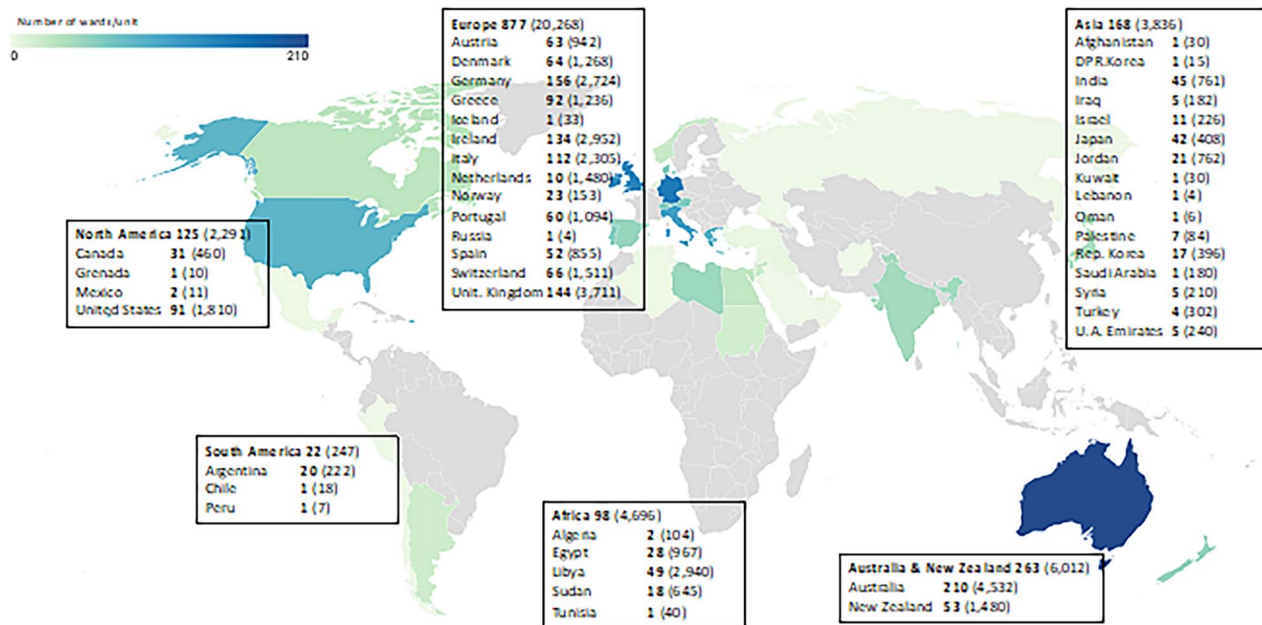 Number of wards/unit
0 210
Europe 877 (20,268)
Austria 63 (942)
Denmark 64 (1,268)
Germany 156 (2,724)
Greece 92 (1,236)
Iceland 1 (33)
Ireland 134 (2,952)
Italy 112 (2,305)
Netherlands 10 (1,480)
Norway 23 (153)
Portugal 60 (1,094)
Russia 1 (4)
Spain 52 (855)
Switzerland 66 (1,511)
Unit. Kingdom 144 (3,711)
Asia 168 (3,836)
Afghanistan 1 (30)
DPR.Korea 1 (15)
India 45 (761)
Iraq 5 (182)
Israel 11 (226)
Japan 42 (408)
Jordan 21 (762)
Kuwait 1 (30)
Lebanon 1 (4)
Oman 1 (6)
Palestine 7 (84)
Rep. Korea 17 (396)
Saudi Arabia 1 (180)
Syria 5 (210)
Turkey 4 (302)
U.A. Emirates 5 (240)
North America 125 (2,291)
Canada 31 (460)
Grenada 1 (10)
Mexico 2 (11)
United States 91 (1,810)
South America 22 (247)
Argentina 20 (222)
Chile 1 (18)
Peru 1 (7)
Africa 98 (4,696)
Algeria 2 (104)
Egypt 28 (967)
Libya 49 (2,940)
Sudan 18 (645)
Tunisia 1 (40)
Australia & New Zealand 263 (6,012)
Australia 210 (4,532)
New Zealand 53 (1,480)